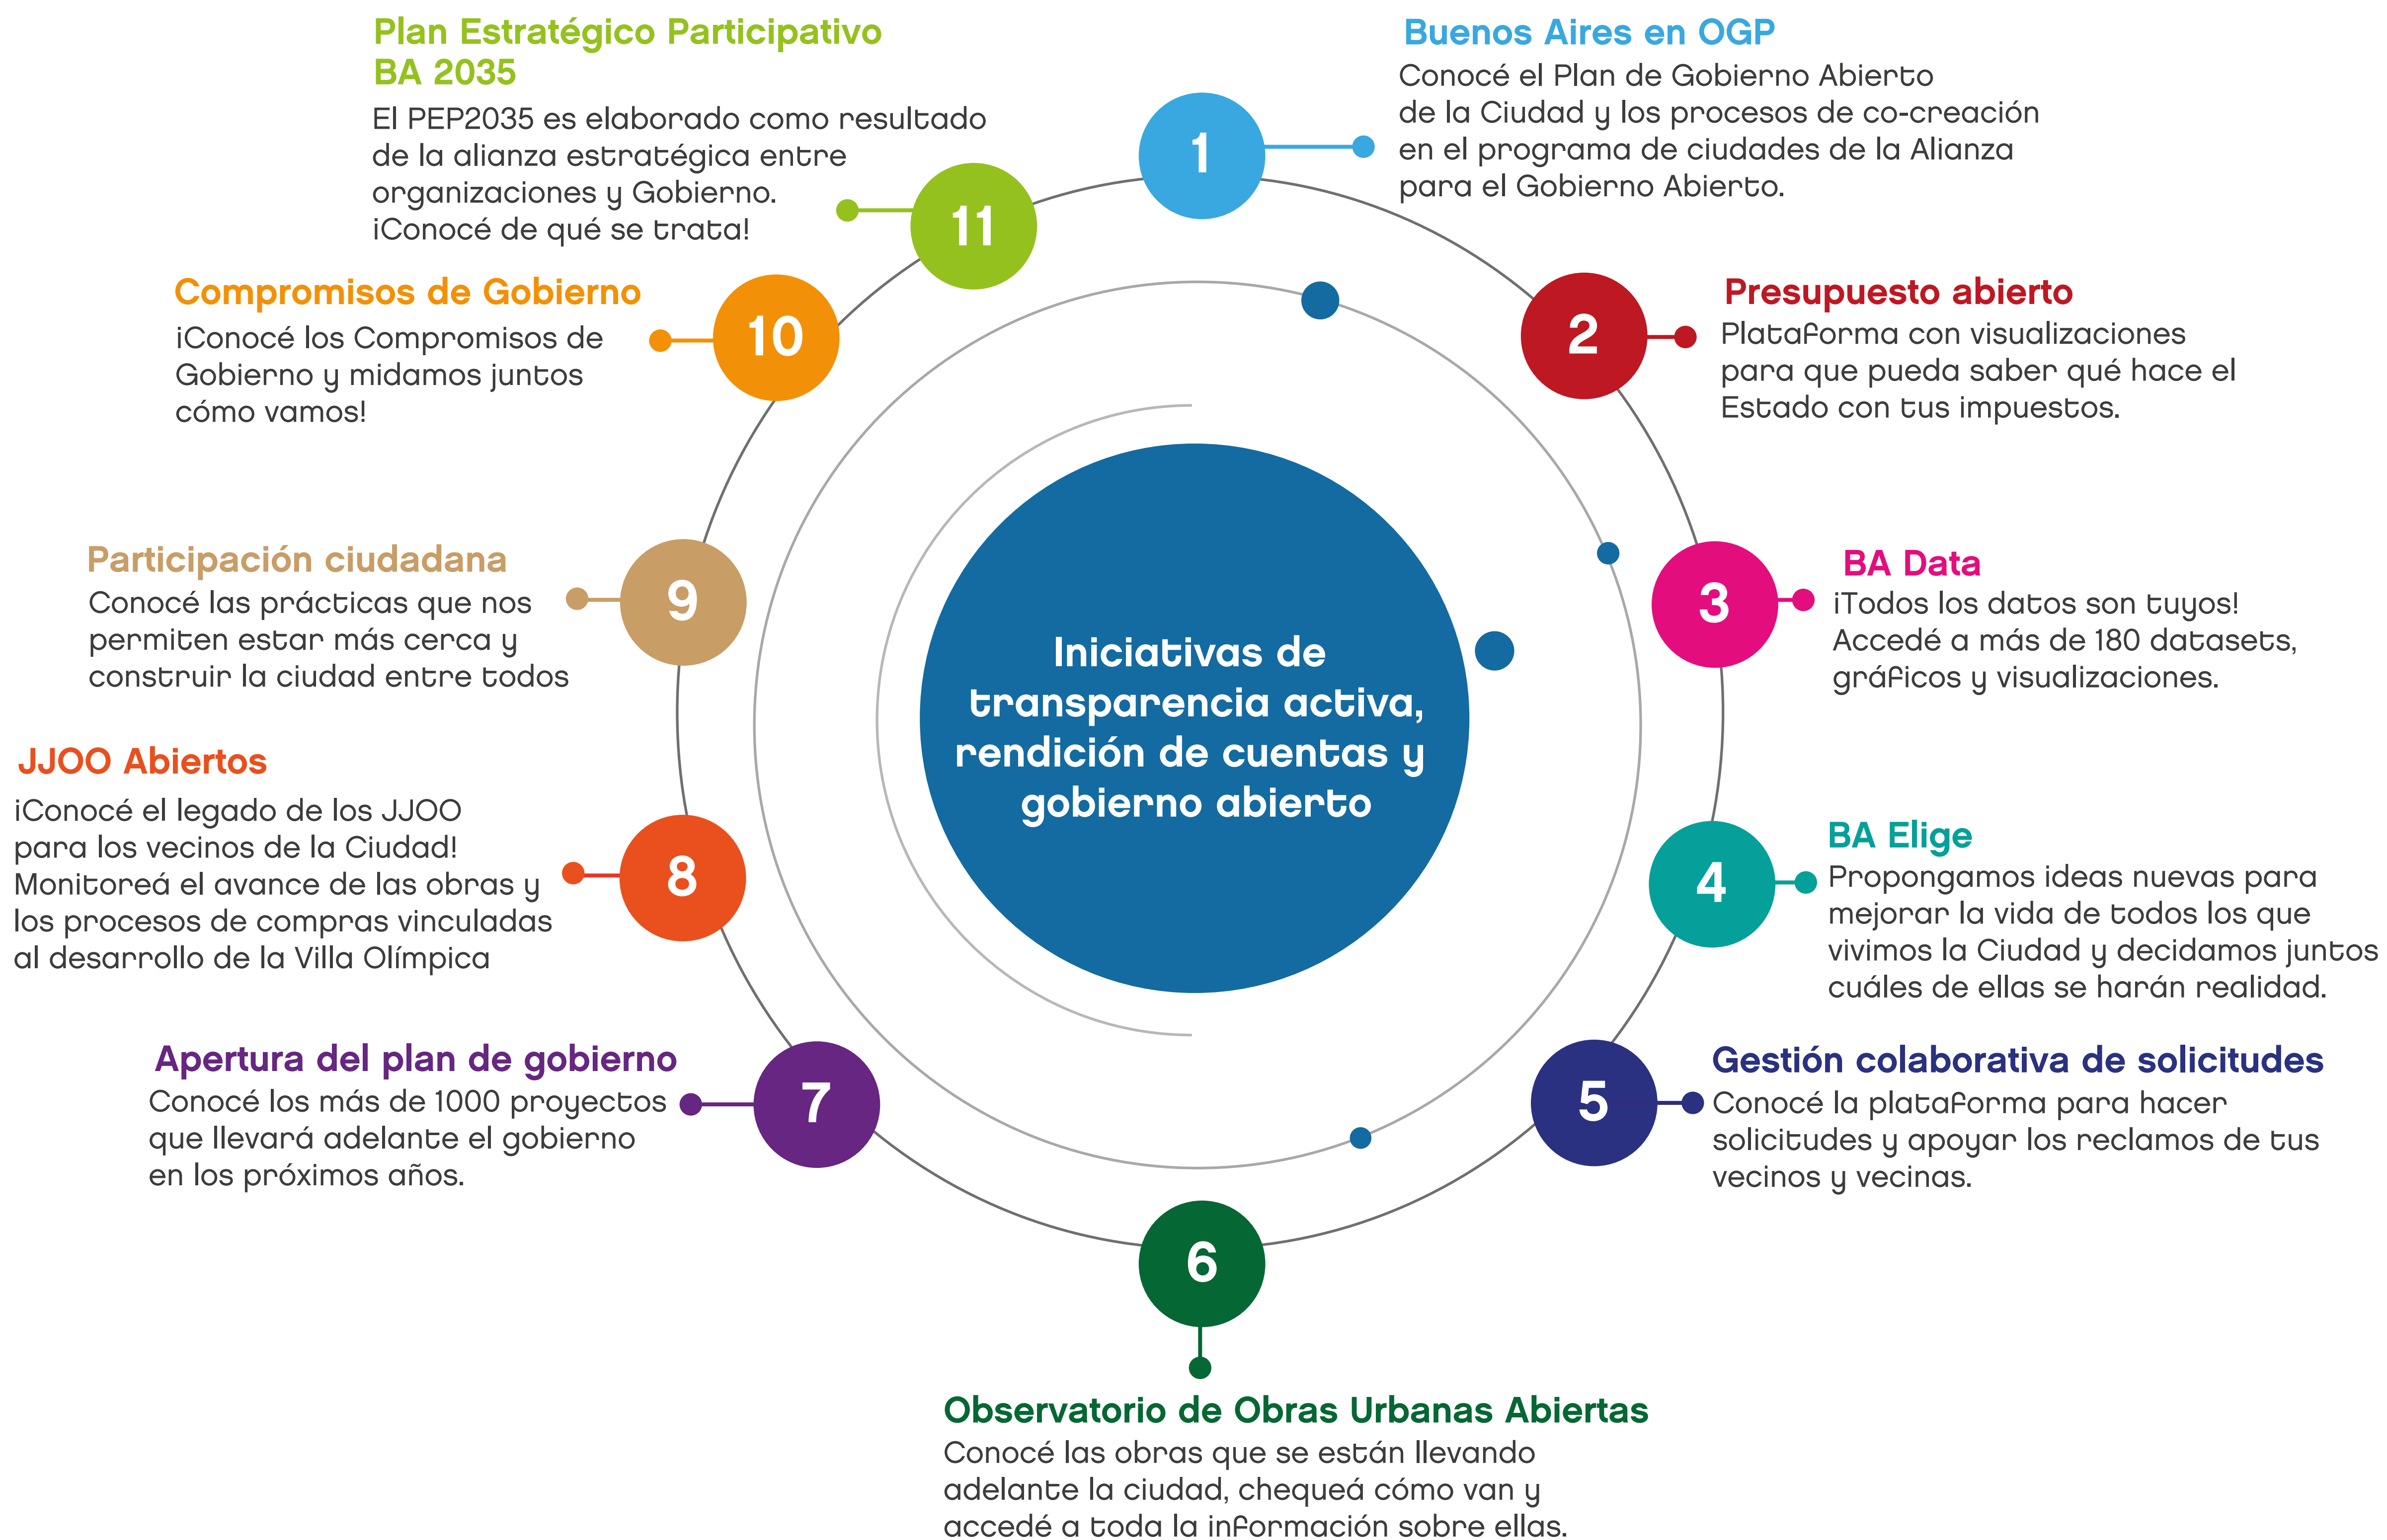 Iniciativas de
transparencia activa,
rendición de cuentas y
gobierno abierto
1
Buenos Aires en OGP
Conocé el Plan de Gobierno Abierto
de la Ciudad y los procesos de co-creación
en el programa de ciudades de la Alianza
para el Gobierno Abierto.
2
Presupuesto abierto
Plataforma con visualizaciones
para que pueda saber qué hace el
Estado con tus impuestos.
3
BA Data
¡Todos los datos son tuyos!
Accedé a más de 180 datasets,
gráficos y visualizaciones.
4
BA Elige
Propongamos ideas nuevas para
mejorar la vida de todos los que
vivimos la Ciudad y decidamos juntos
cuáles de ellas se harán realidad.
5
Gestión colaborativa de solicitudes
Conocé la plataforma para hacer
solicitudes y apoyar los reclamos de tus
vecinos y vecinas.
6
Observatorio de Obras Urbanas Abiertas
Conocé las obras que se están llevando
adelante la ciudad, chequeá cómo van y
accedé a toda la información sobre ellas.
7
Apertura del plan de gobierno
Conocé los más de 1000 proyectos
que llevará adelante el gobierno
en los próximos años.
8
JJOO Abiertos
¡Conocé el legado de los JJOO
para los vecinos de la Ciudad!
Monitoreá el avance de las obras y
los procesos de compras vinculadas
al desarrollo de la Villa Olímpica
9
Participación ciudadana
Conocé las prácticas que nos
permiten estar más cerca y
construir la ciudad entre todos
10
Compromisos de Gobierno
¡Conocé los Compromisos de
Gobierno y midamos juntos
cómo vamos!
11
Plan Estratégico Participativo
BA 2035
El PEP2035 es elaborado como resultado
de la alianza estratégica entre
organizaciones y Gobierno.
¡Conocé de qué se trata!